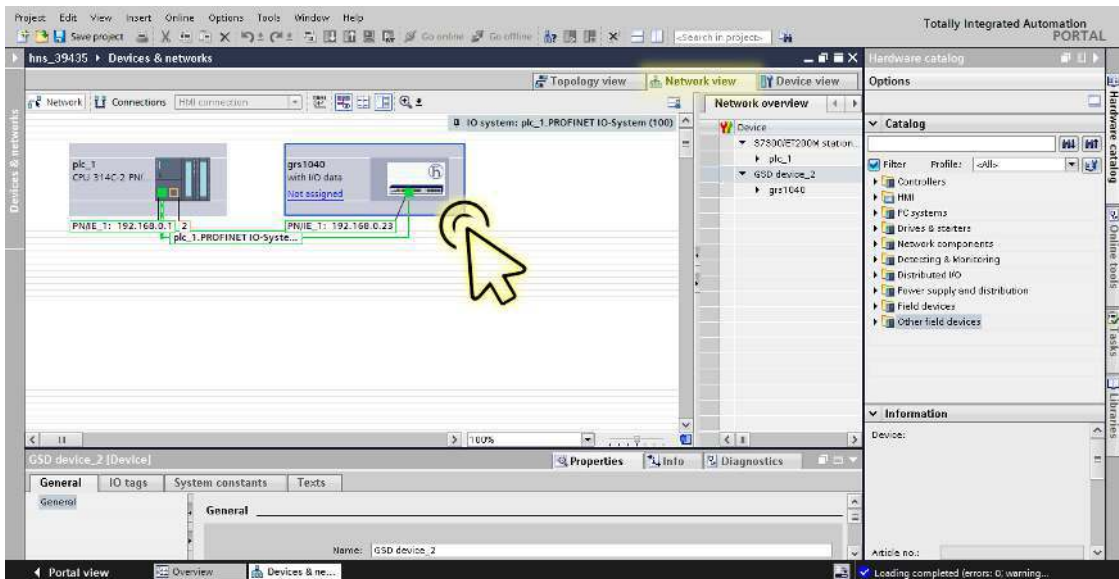 Project Edit View Insert Online Options Tools Window Help
Totally Integrated Automation
PORTAL
Save project
Go online
Go offline
<Search in project>
hns_39435 ▸ Devices & networks
Hardware catalog
Topology view
Network view
Device view
Options
Network
Connections
HMI connection
Network overview
IO system: plc_1.PROFINET IO-System (100)
Device
S7300/ET200M station...
plc_1
GSD device_2
grs1040
plc_1
CPU 314C-2 PN/...
grs1040
with I/O data
Not assigned
PN/IE_1: 192.168.0.1
2
PN/IE_1: 192.168.0.23
plc_1.PROFINET IO-Syste...
Catalog
Filter
Profile:
<All>
Controllers
HMI
PC systems
Drives & starters
Network components
Detecting & Monitoring
Distributed I/O
Power supply and distribution
Field devices
Other field devices
Information
Device:
Article no.:
Devices & networks
Hardware catalog
Online tools
Tasks
Libraries
100%
GSD device_2 [Device]
Properties
Info
Diagnostics
General
IO tags
System constants
Texts
General
General
Name:
GSD device_2
Portal view
Overview
Devices & ne...
Loading completed (errors: 0; warning...